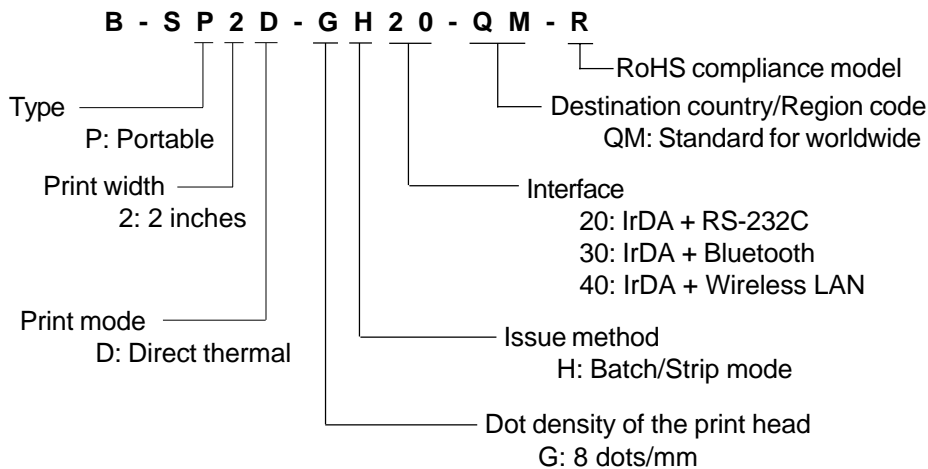 B - S P 2 D - G H 2 0 - Q M - R
RoHS compliance model
Type
Destination country/Region code
P: Portable
QM: Standard for worldwide
Print width
Interface
2: 2 inches
20: IrDA + RS-232C
30: IrDA + Bluetooth
40: IrDA + Wireless LAN
Print mode
Issue method
D: Direct thermal
H: Batch/Strip mode
Dot density of the print head
G: 8 dots/mm